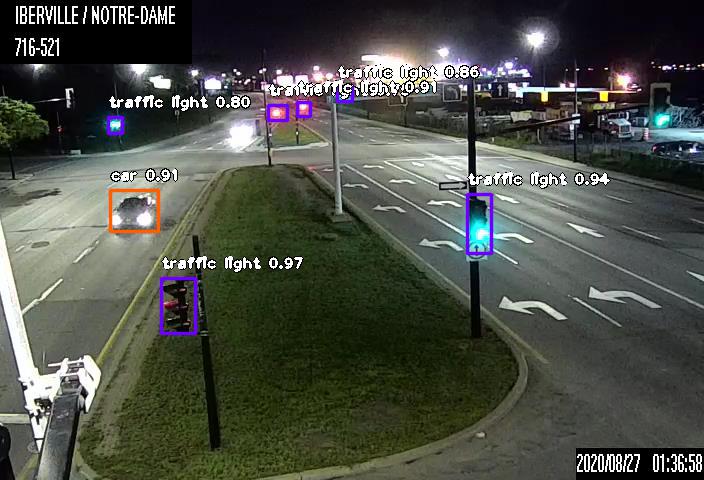 IBERVILLE / NOTRE-DAME
716-521
traffic light 0.86
traffic light 0.80
traffic light 0.91
car 0.91
traffic light 0.94
traffic light 0.97
2020/08/27 01:36:58